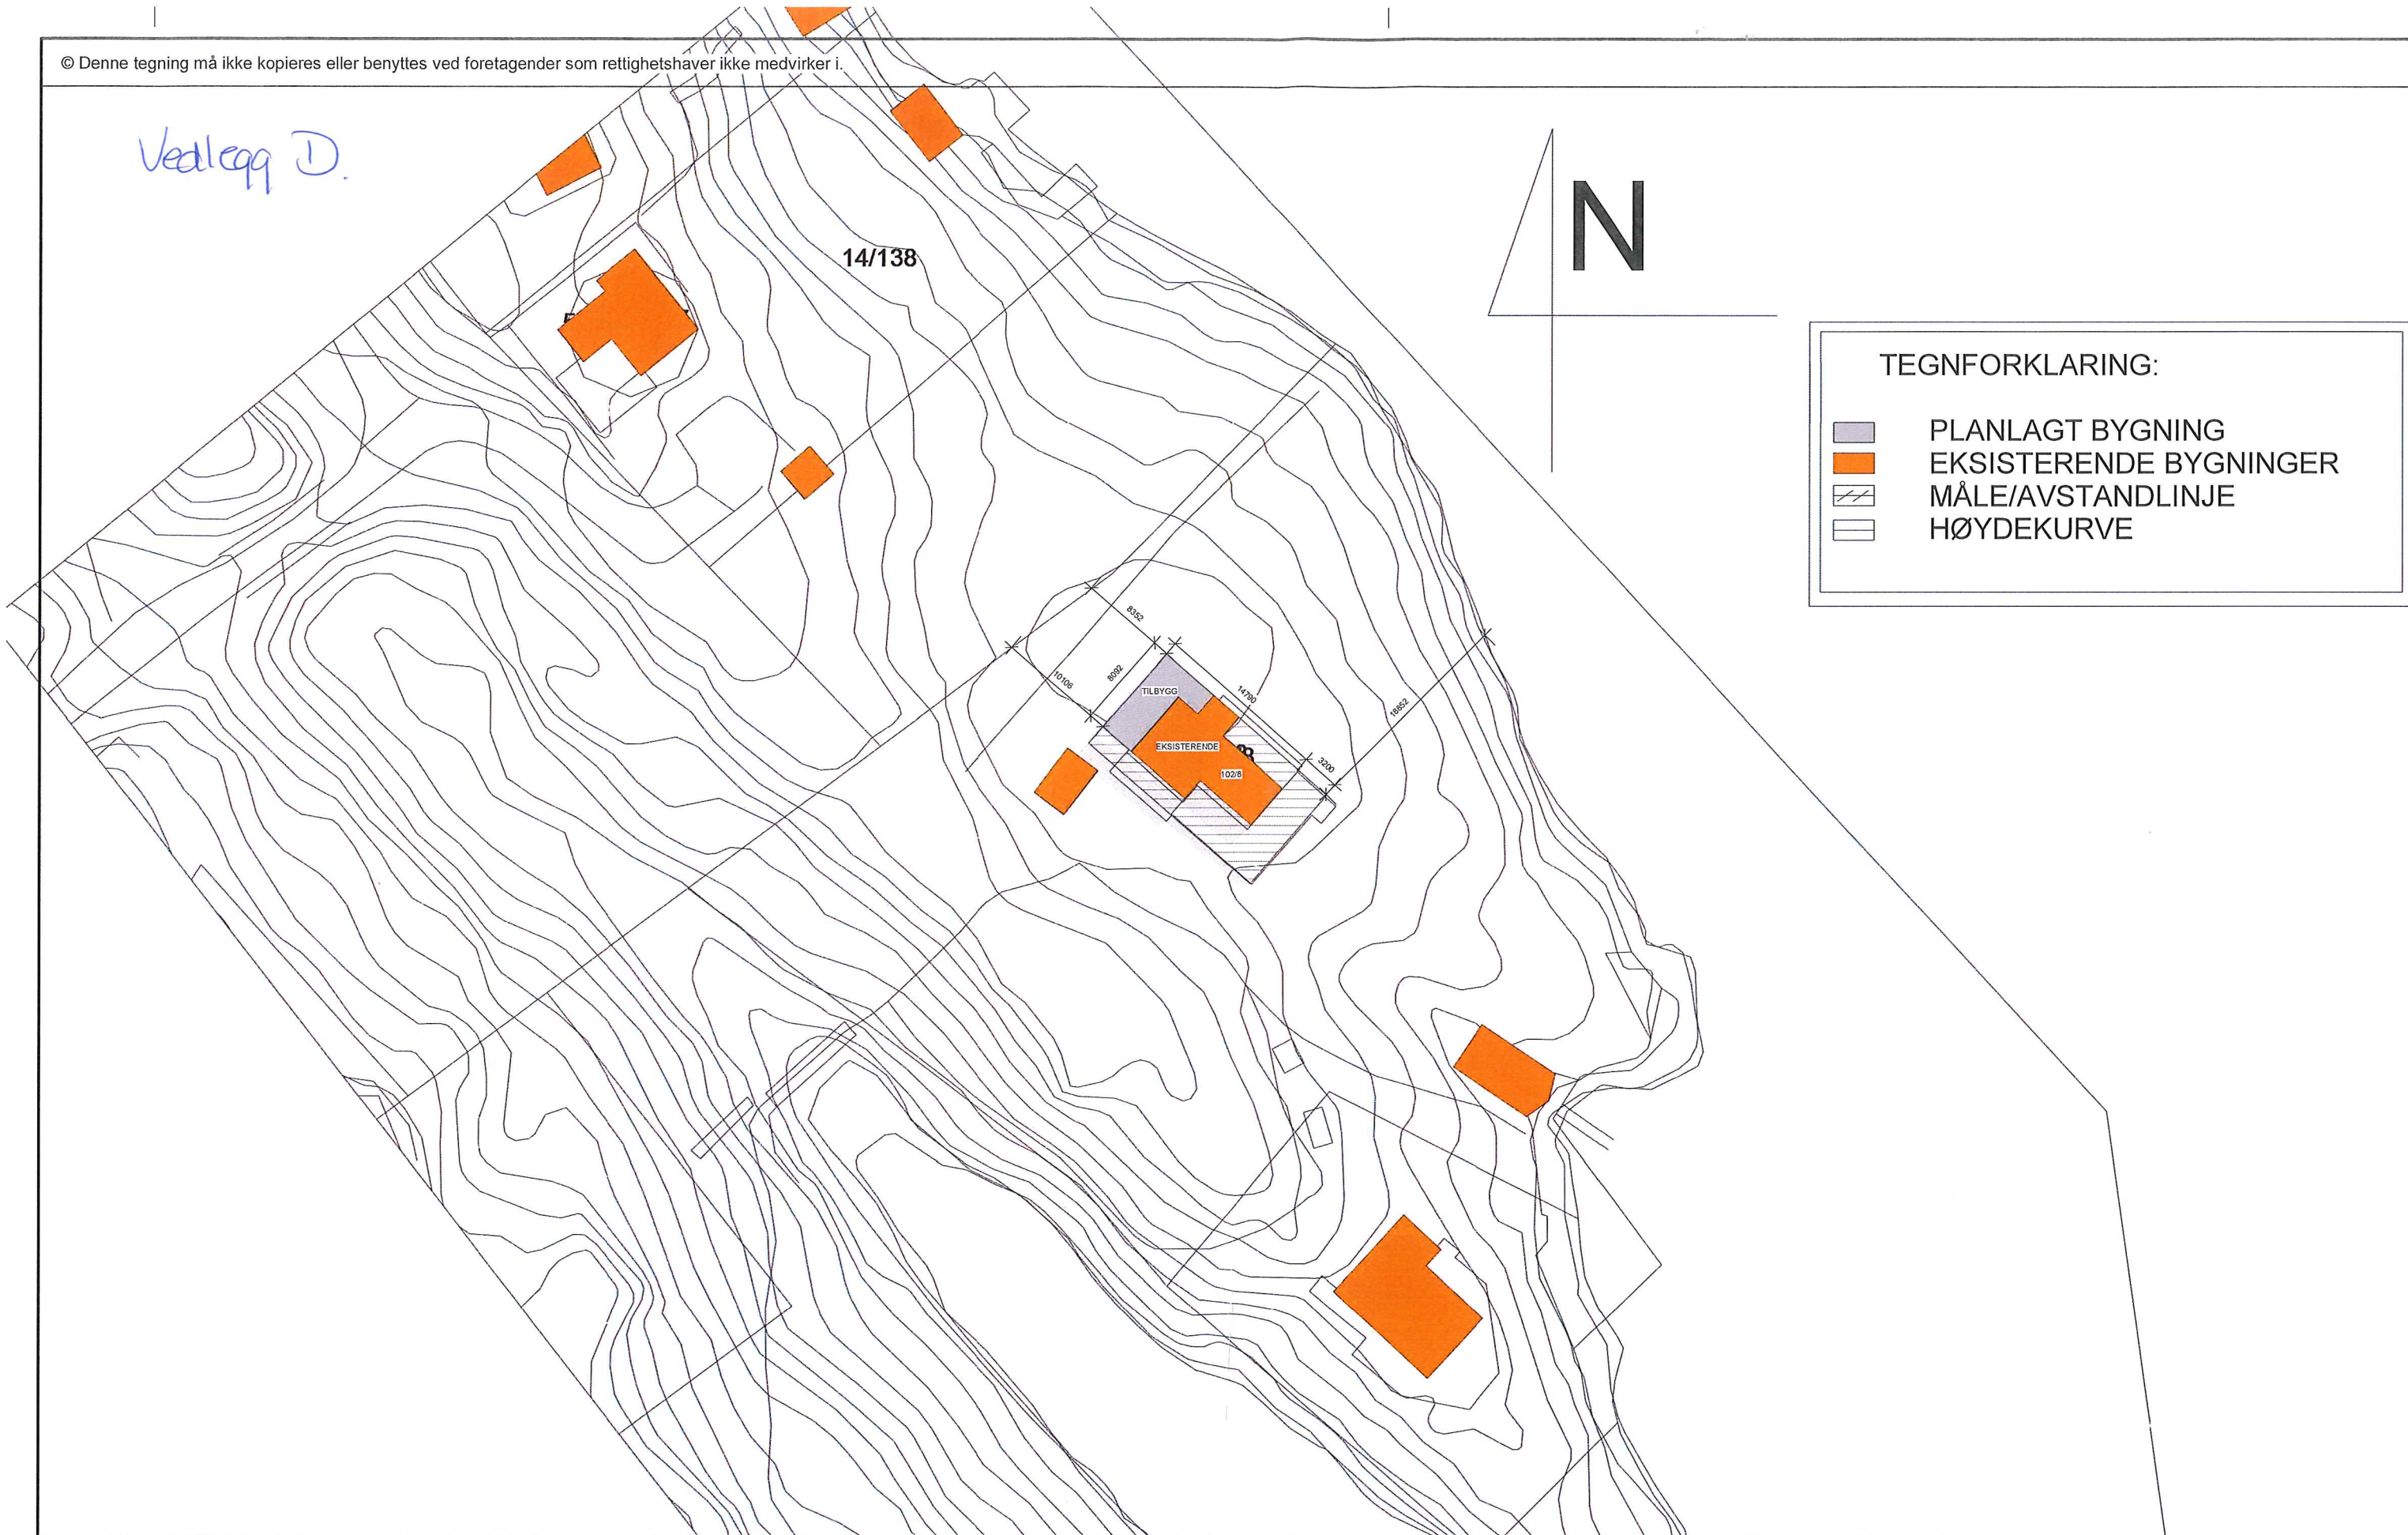 © Denne tegning må ikke kopieres eller benyttes ved foretagender som rettighetshaver ikke medvirker i.
Vedlegg D.
14/138
N
TEGNFORKLARING:
PLANLAGT BYGNING
EKSISTERENDE BYGNINGER
MÅLE/AVSTANDLINJE
HØYDEKURVE
8352
10106
8092
TILBYGG
14790
18852
EKSISTERENDE
3200
102/8